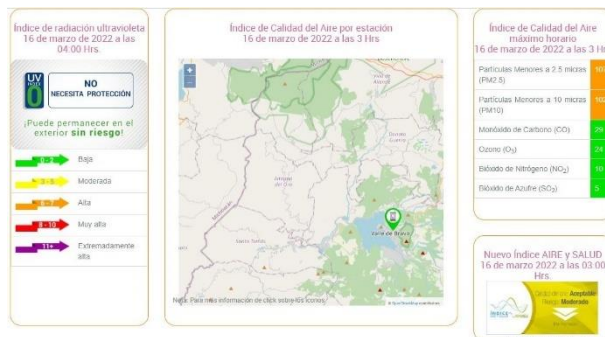 Índice de radiación ultravioleta
16 de marzo de 2022 a las
04:00 Hrs.
UV
0
NO
NECESITA PROTECCIÓN
¡Puede permanecer en el
exterior sin riesgo!
0-2 Baja
3-5 Moderada
6-7 Alta
8-10 Muy alta
11+ Extremadamente
alta
Índice de Calidad del Aire por estación
16 de marzo de 2022 a las 3 Hrs
+
Donato
Guerra
Valle de Bravo
Nota: Para más información de click sobre los iconos.
Índice de Calidad del Aire
máximo horario
16 de marzo de 2022 a las 3 Hr
Partículas Menores a 2.5 micras
(PM2.5)
Partículas Menores a 10 micras
(PM10)
Monóxido de Carbono (CO) 29
Ozono (O₃) 24
Bióxido de Nitrógeno (NO₂) 10
Bióxido de Azufre (SO₂) 5
Nuevo Índice AIRE y SALUD
16 de marzo 2022 a las 03:00
Hrs.
Aceptable
Moderado